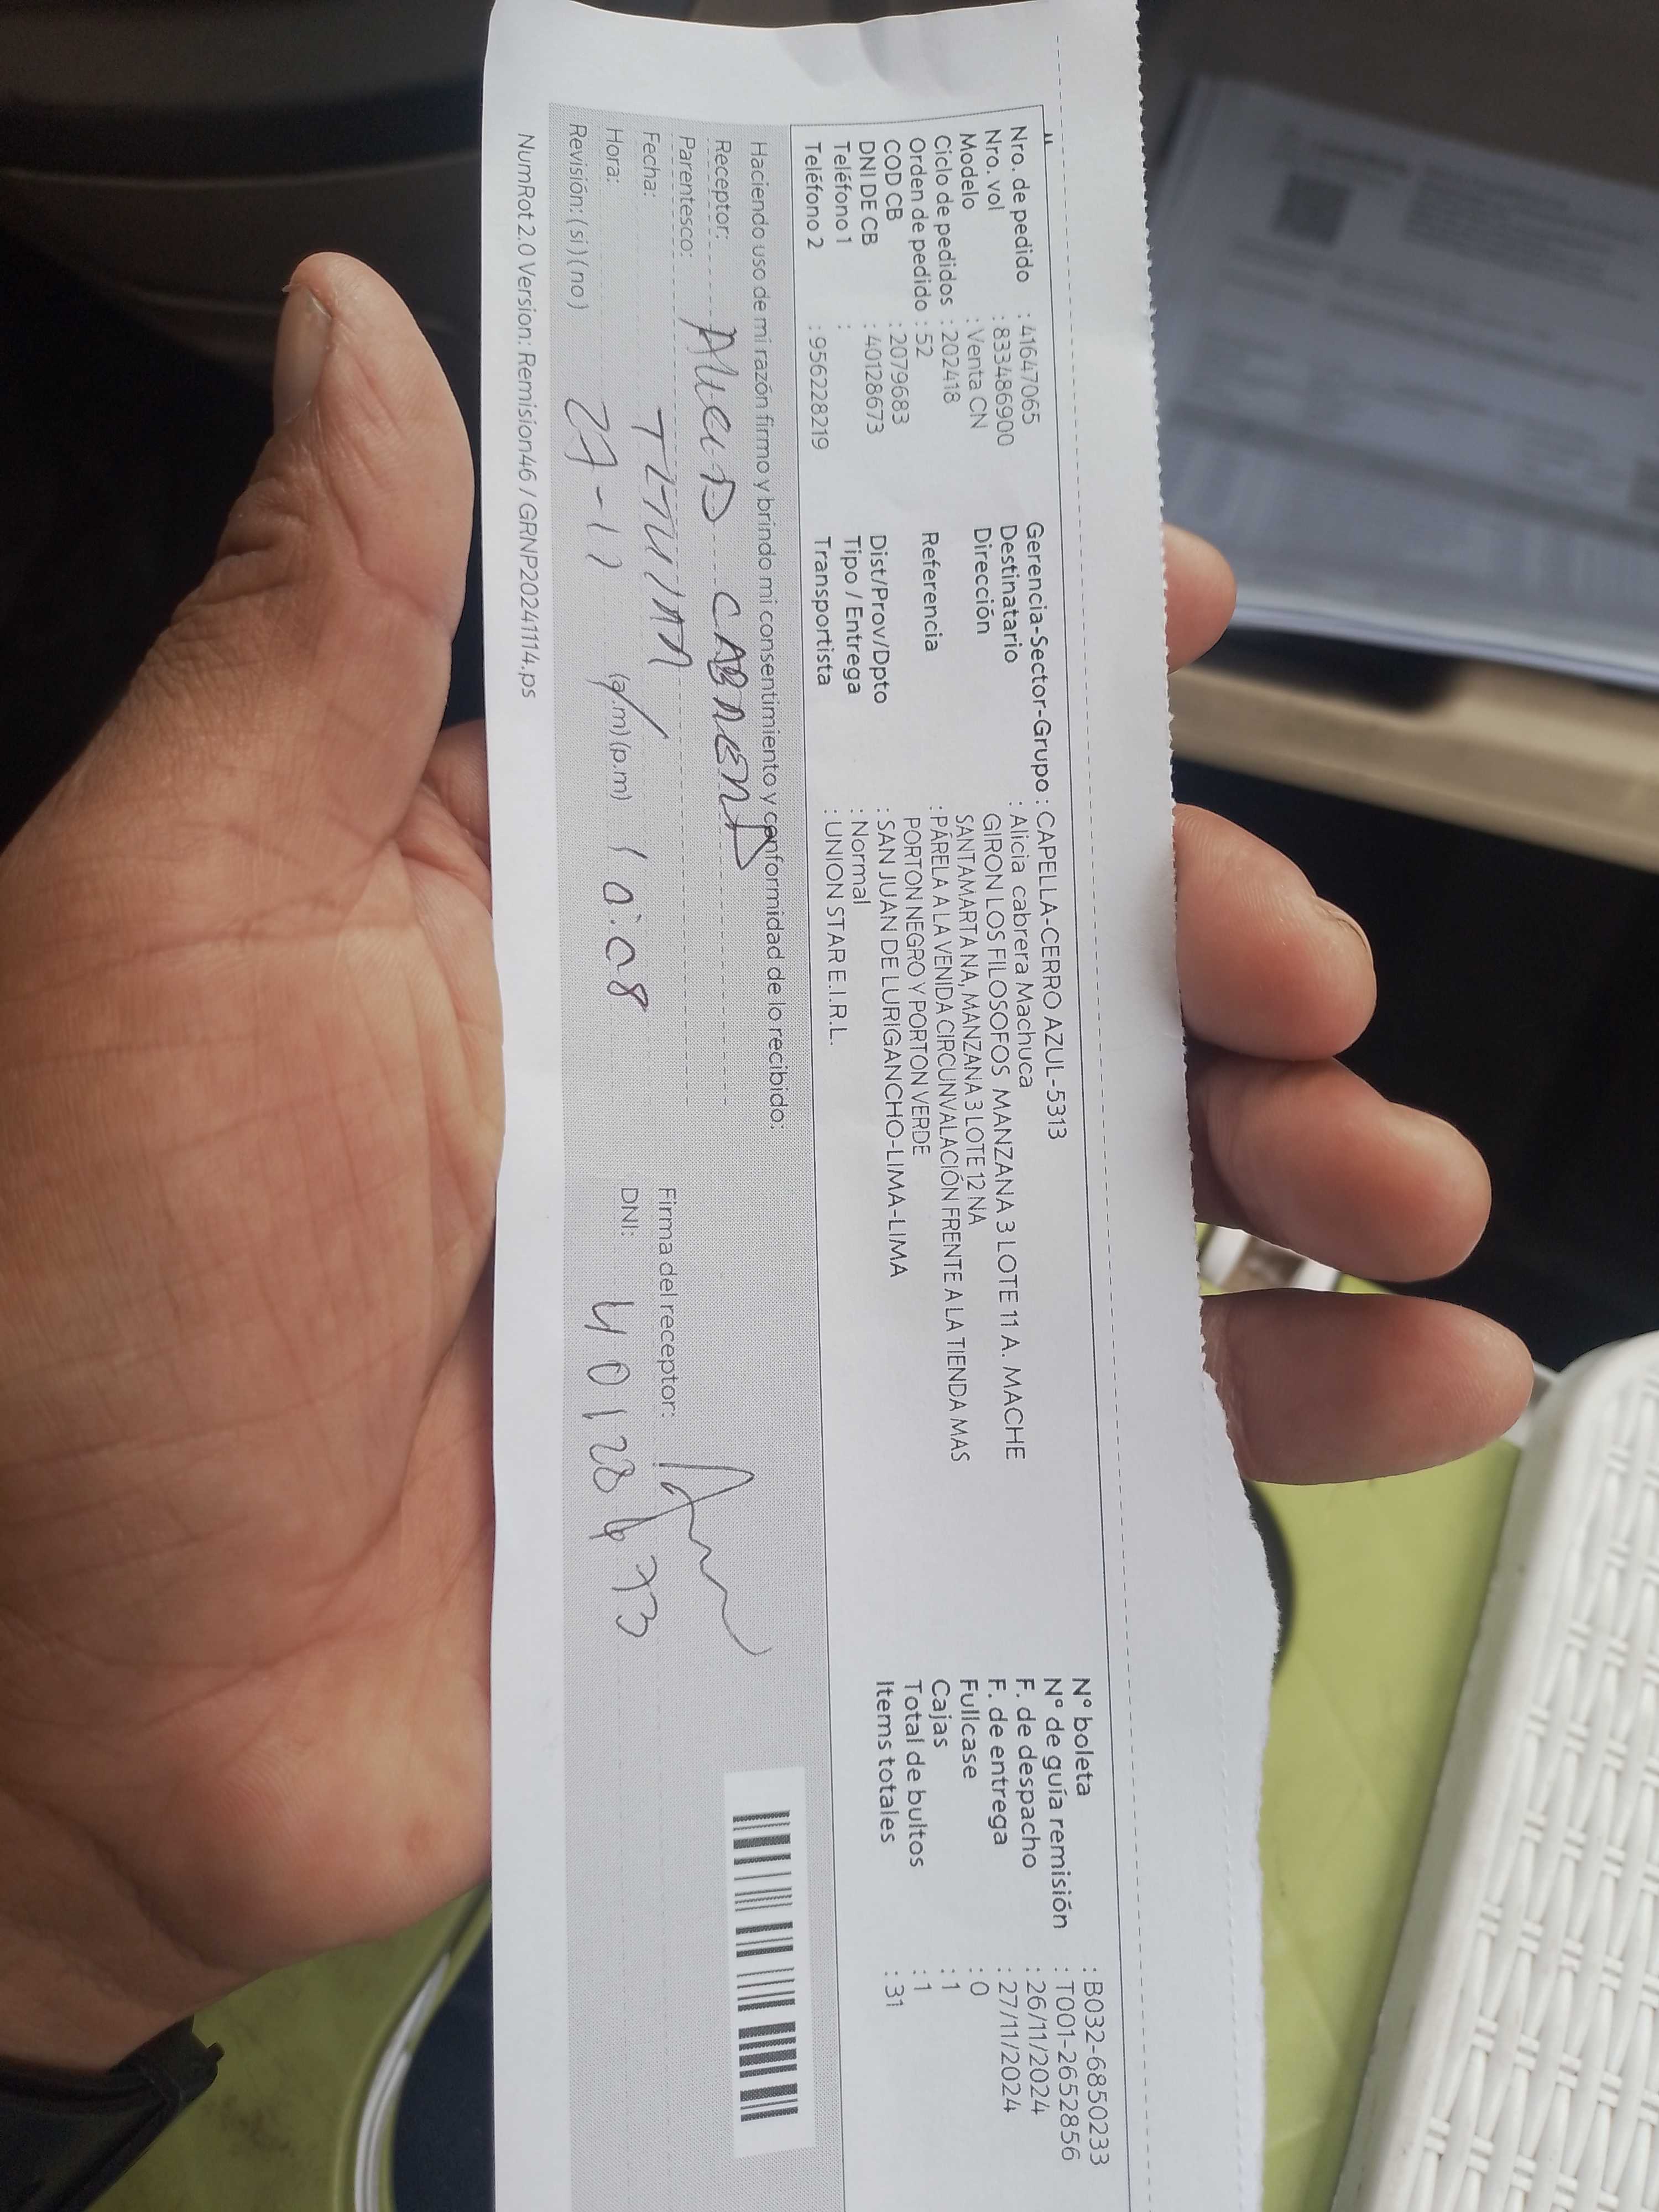 Nro. de pedido : 41647065
Nro. vol : 833486900
Modelo : Venta CN
Ciclo de pedidos : 202418
Orden de pedido : 52
COD CB : 2079683
DNI DE CB : 40128673
Teléfono 1 :
Teléfono 2 : 956228219
Gerencia-Sector-Grupo : CAPELLA-CERRO AZUL-5313
Destinatario : Alicia cabrera Machuca
Dirección GIRON LOS FILOSOFOS MANZANA 3 LOTE 11 A. MACHE
SANTAMARTA NA, MANZANA 3 LOTE 12 NA
Referencia : PARELA A LA VENIDA CIRCUNVALACIÓN FRENTE A LA TIENDA MAS
PORTON NEGRO Y PORTON VERDE
Dist/Prov/Dpto : SAN JUAN DE LURIGANCHO-LIMA-LIMA
Tipo / Entrega : Normal
Transportista : UNION STAR E.I.R.L.
N° boleta : B032-6850233
N° de guía remisión : T001-2652856
F. de despacho : 26/11/2024
F. de entrega : 27/11/2024
Fullcase : 0
Cajas : 1
Total de bultos : 1
Items totales : 31
Haciendo uso de mi razón firmo y brindo mi consentimiento y conformidad de lo recibido:
Receptor: Alicia CABRERA
Parentesco: TITULAR
Fecha: 27-11
Hora: (a.m) (p.m) 10:08
Revisión: ( si ) ( no )
Firma del receptor:
DNI: 40128673
NumRot 2.0 Version: Remision46 / GRNP20241114.ps